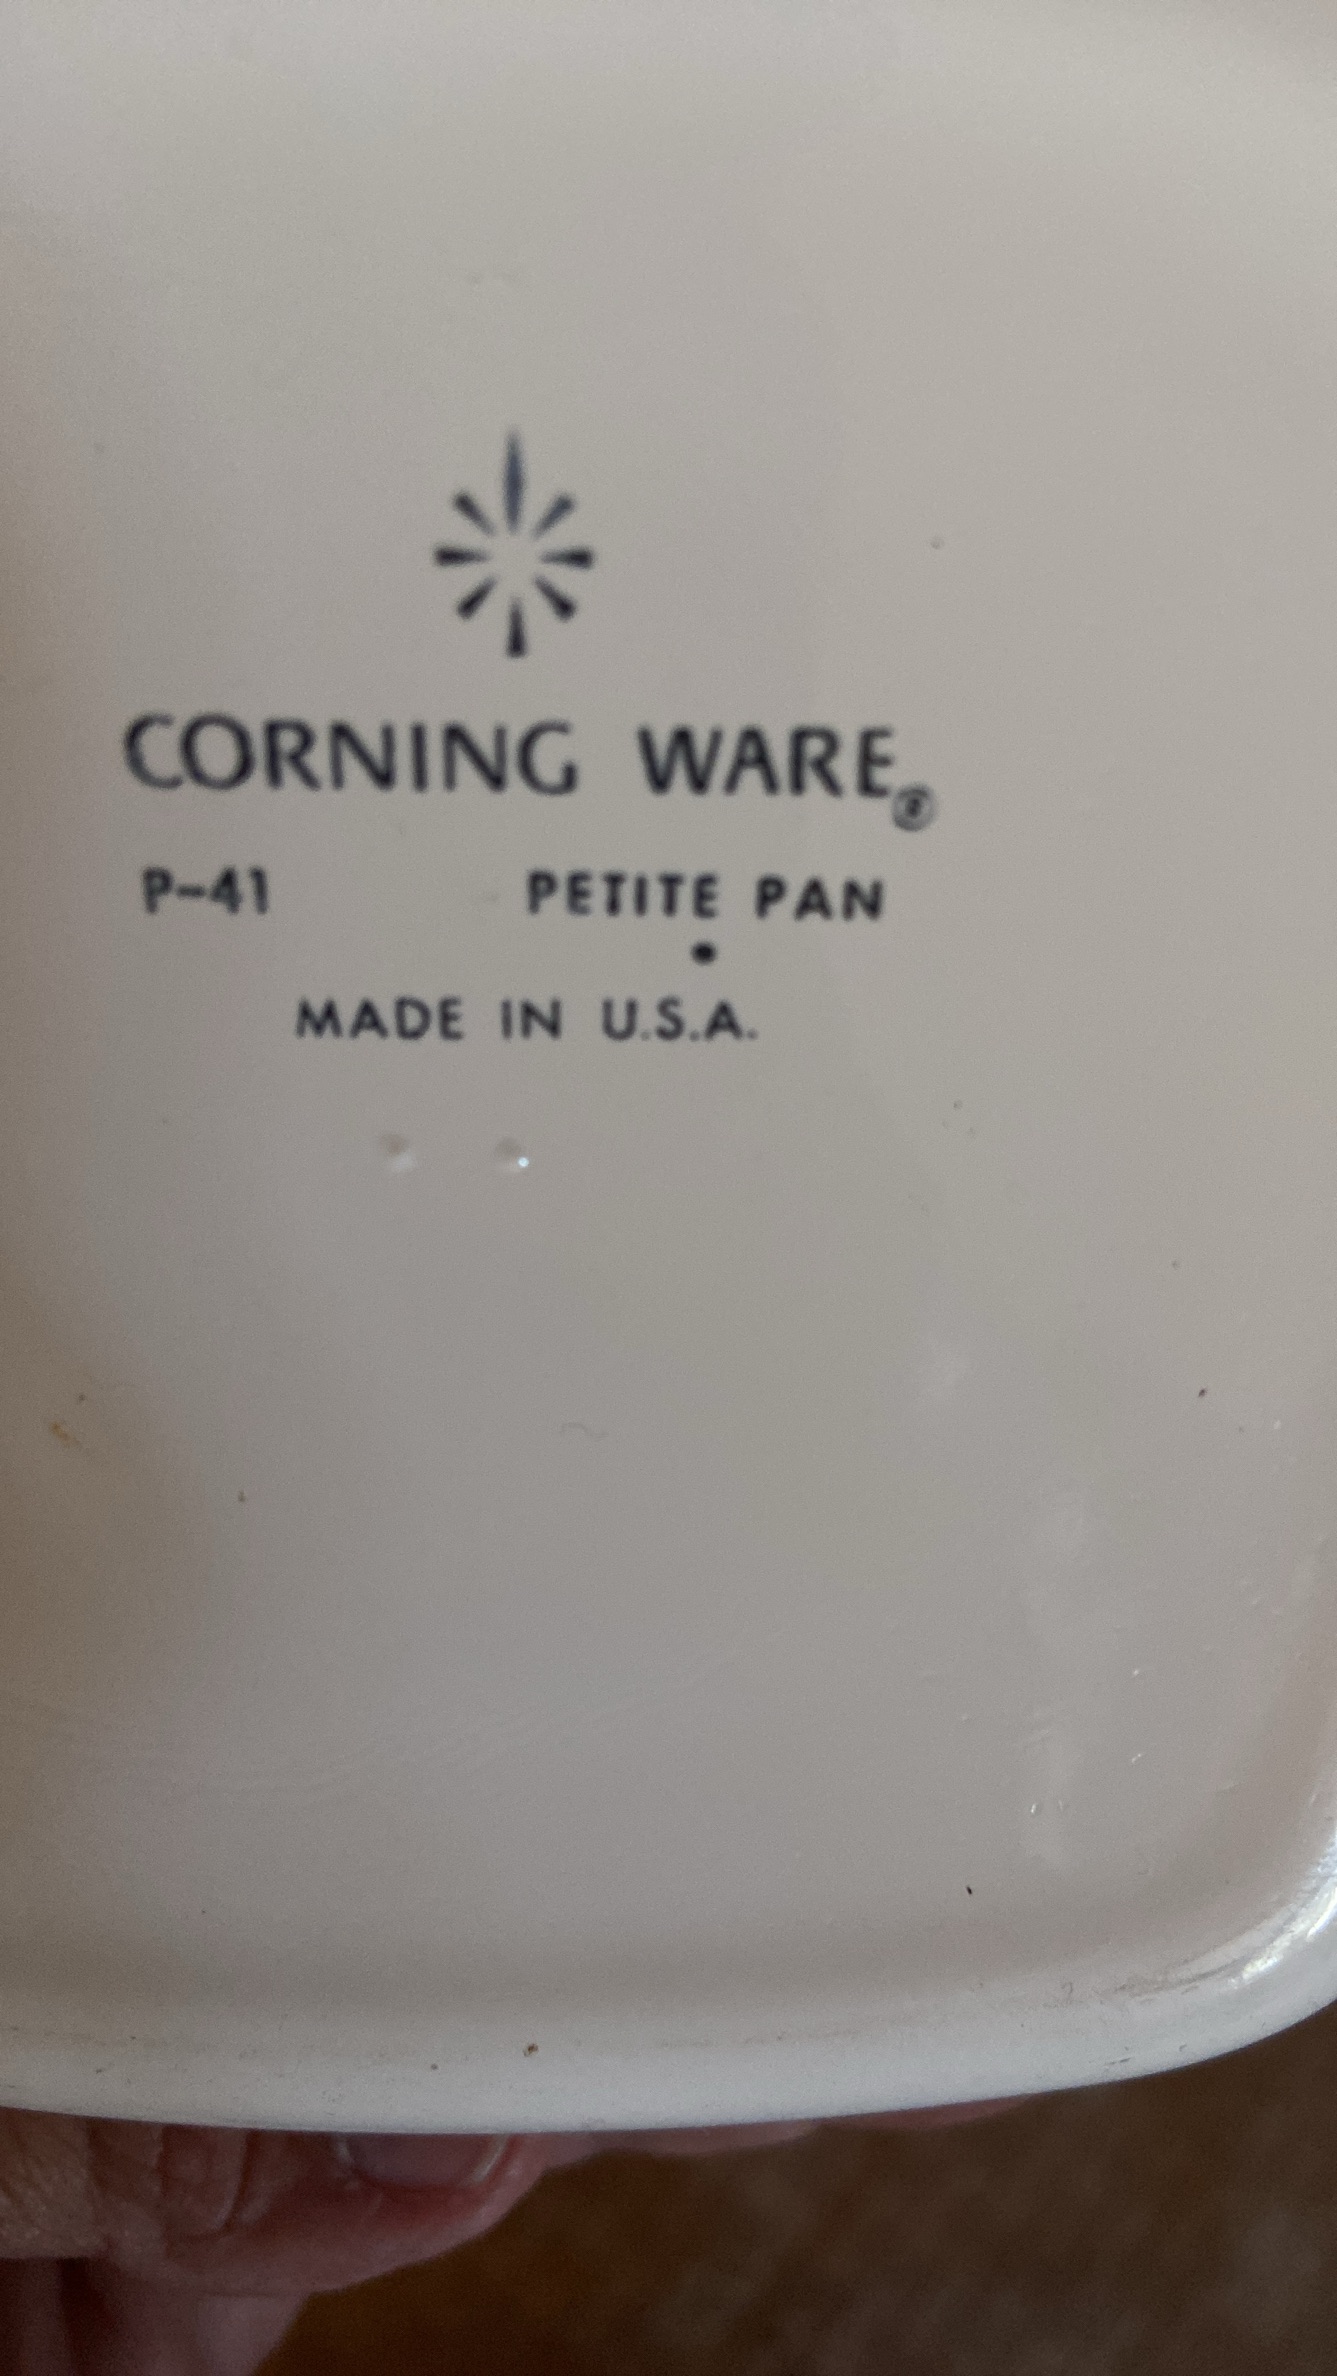 CORNING WARE®
P-41 PETITE PAN
MADE IN U.S.A.